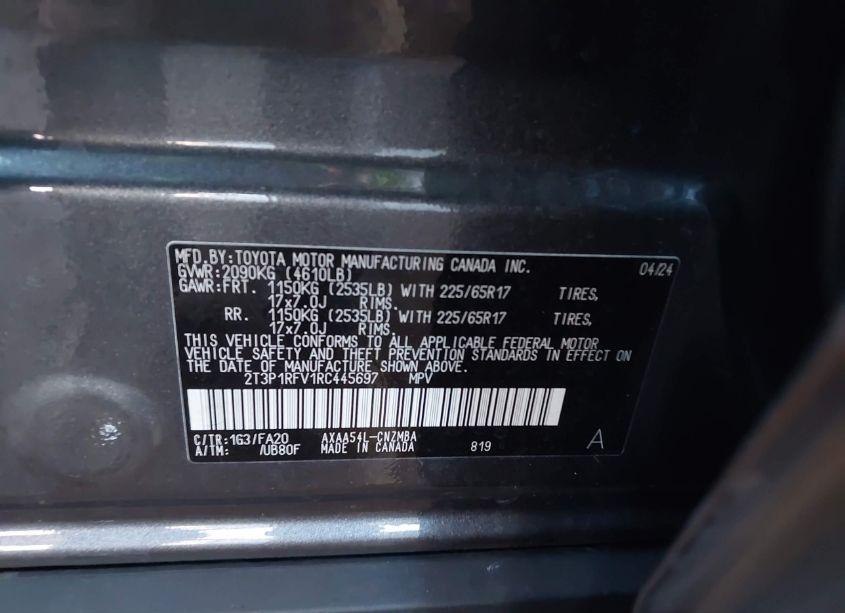 MFD.BY:TOYOTA MOTOR MANUFACTURING CANADA INC. 04/24
GVWR:2090KG (4610LB)
GAWR:FRT. 1150KG (2535LB) WITH 225/65R17 TIRES,
17x7.0J RIMS.
RR. 1150KG (2535LB) WITH 225/65R17 TIRES,
17x7.0J RIMS.
THIS VEHICLE CONFORMS TO ALL APPLICABLE FEDERAL MOTOR
VEHICLE SAFETY AND THEFT PREVENTION STANDARDS IN EFFECT ON
THE DATE OF MANUFACTURE SHOWN ABOVE.
2T3P1RFV1RC445697 MPV
C/TR:1G3/FA20 AXAA54L-CNZMBA
A/TM: /UB80F MADE IN CANADA 819 A